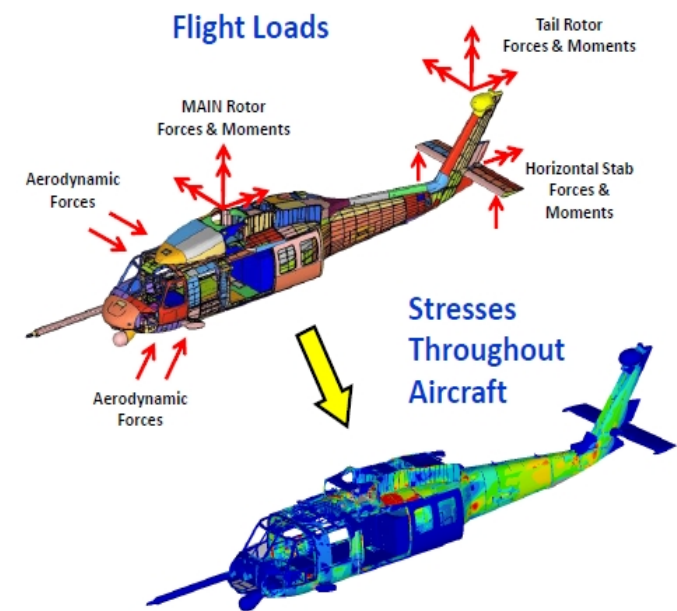 Flight Loads
Tail Rotor
Forces & Moments
MAIN Rotor
Forces & Moments
Aerodynamic
Forces
Horizontal Stab
Forces &
Moments
Stresses
Throughout
Aircraft
Aerodynamic
Forces